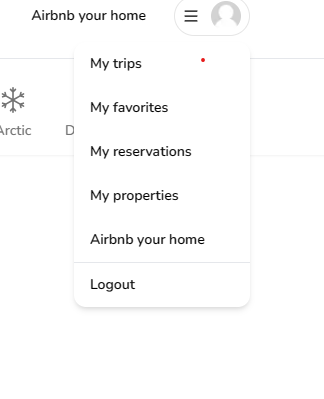 Airbnb your home
My trips
Arctic
D
My favorites
My reservations
My properties
Airbnb your home
Logout